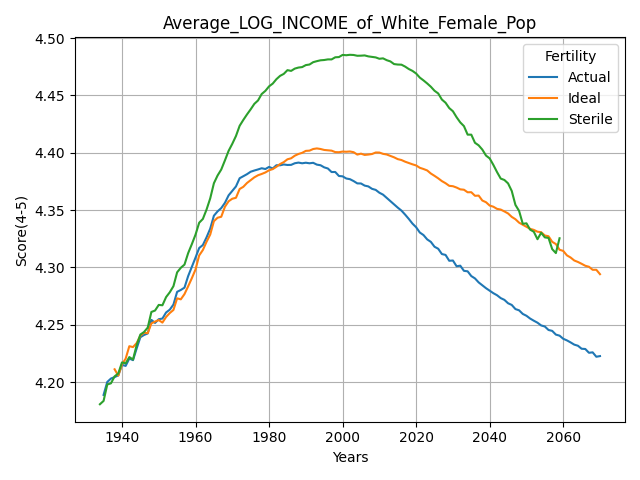 Average_LOG_INCOME_of_White_Female_Pop
Score(4-5)
4.50
4.45
4.40
4.35
4.30
4.25
4.20
Fertility
Actual
Ideal
Sterile
1940 1960 1980 2000 2020 2040 2060
Years